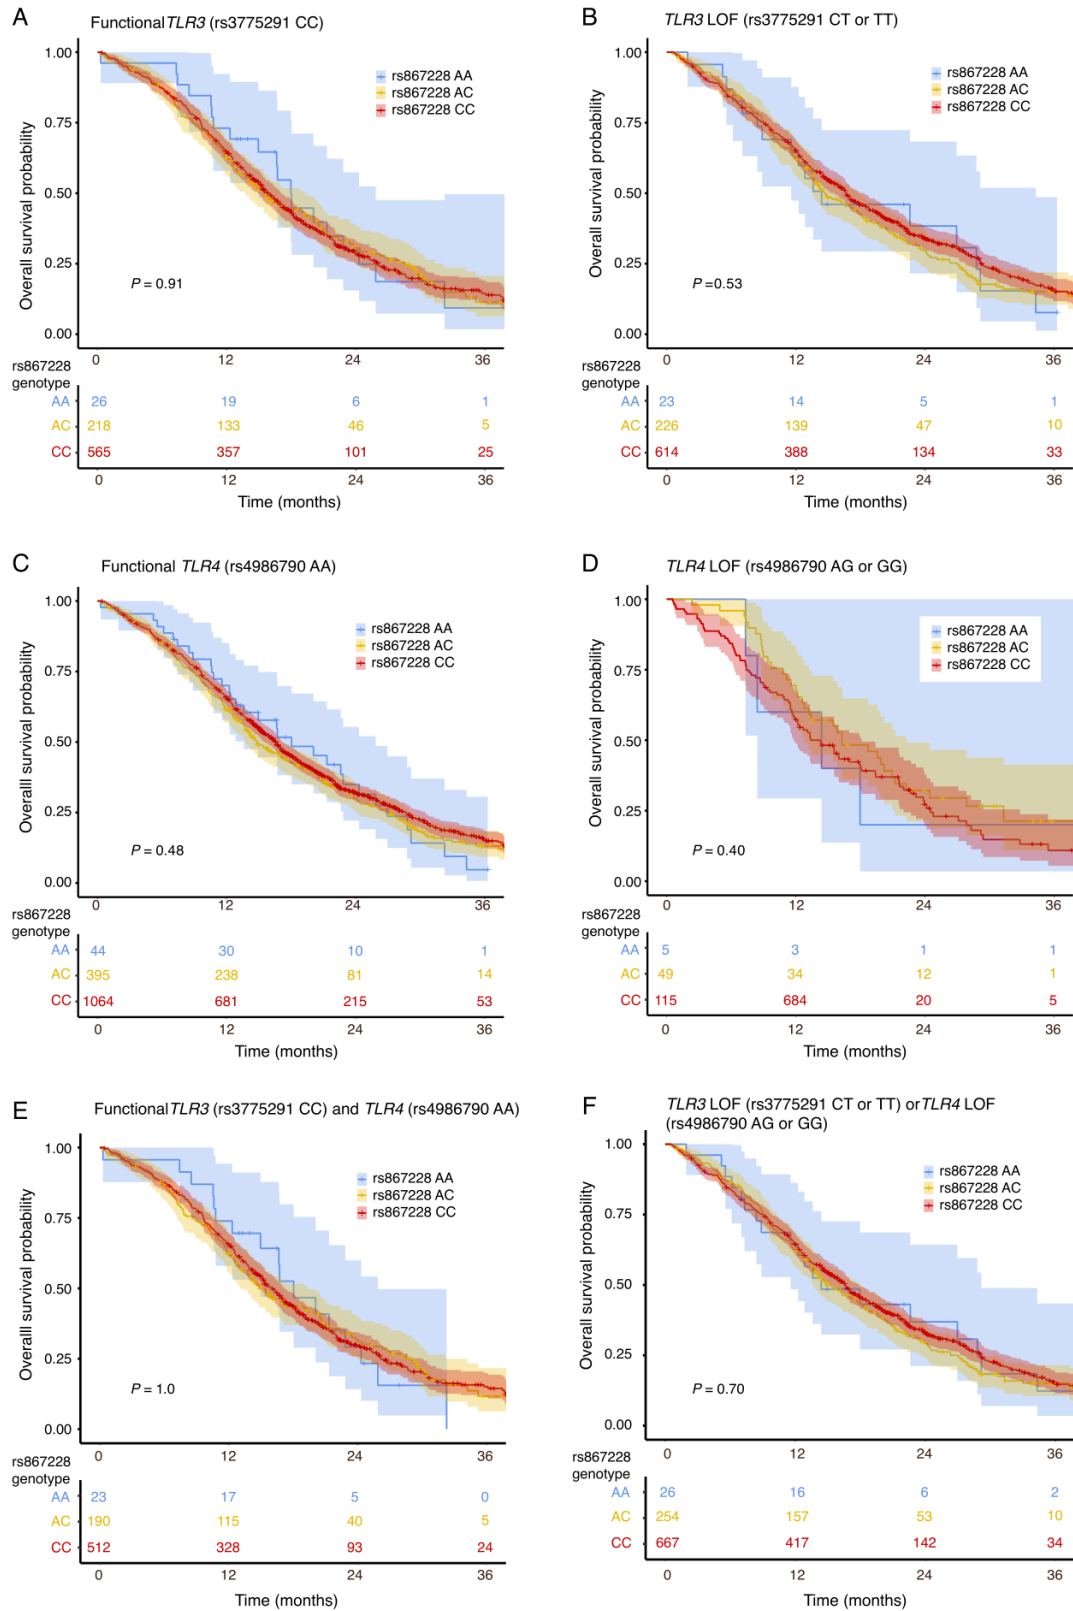 A
Functional TLR3 (rs3775291 CC)
Overall survival probability
1.00
0.75
0.50
0.25
0.00
rs867228 AA
rs867228 AC
rs867228 CC
P = 0.91
0 12 24 36
rs867228
genotype
AA 26 19 6 1
AC 218 133 46 5
CC 565 357 101 25
0 12 24 36
Time (months)
B
TLR3 LOF (rs3775291 CT or TT)
Overall survival probability
1.00
0.75
0.50
0.25
0.00
rs867228 AA
rs867228 AC
rs867228 CC
P =0.53
0 12 24 36
rs867228
genotype
AA 23 14 5 1
AC 226 139 47 10
CC 614 388 134 33
0 12 24 36
Time (months)
C
Functional TLR4 (rs4986790 AA)
Overall survival probability
1.00
0.75
0.50
0.25
0.00
rs867228 AA
rs867228 AC
rs867228 CC
P = 0.48
0 12 24 36
rs867228
genotype
AA 44 30 10 1
AC 395 238 81 14
CC 1064 681 215 53
0 12 24 36
Time (months)
D
TLR4 LOF (rs4986790 AG or GG)
Overall survival probability
1.00
0.75
0.50
0.25
0.00
rs867228 AA
rs867228 AC
rs867228 CC
P = 0.40
0 12 24 36
rs867228
genotype
AA 5 3 1 1
AC 49 34 12 1
CC 115 684 20 5
0 12 24 36
Time (months)
E
Functional TLR3 (rs3775291 CC) and TLR4 (rs4986790 AA)
Overall survival probability
1.00
0.75
0.50
0.25
0.00
rs867228 AA
rs867228 AC
rs867228 CC
P = 1.0
0 12 24 36
rs867228
genotype
AA 23 17 5 0
AC 190 115 40 5
CC 512 328 93 24
0 12 24 36
Time (months)
F
TLR3 LOF (rs3775291 CT or TT) or TLR4 LOF
(rs4986790 AG or GG)
Overall survival probability
1.00
0.75
0.50
0.25
0.00
rs867228 AA
rs867228 AC
rs867228 CC
P = 0.70
0 12 24 36
rs867228
genotype
AA 26 16 6 2
AC 254 157 53 10
CC 667 417 142 34
0 12 24 36
Time (months)